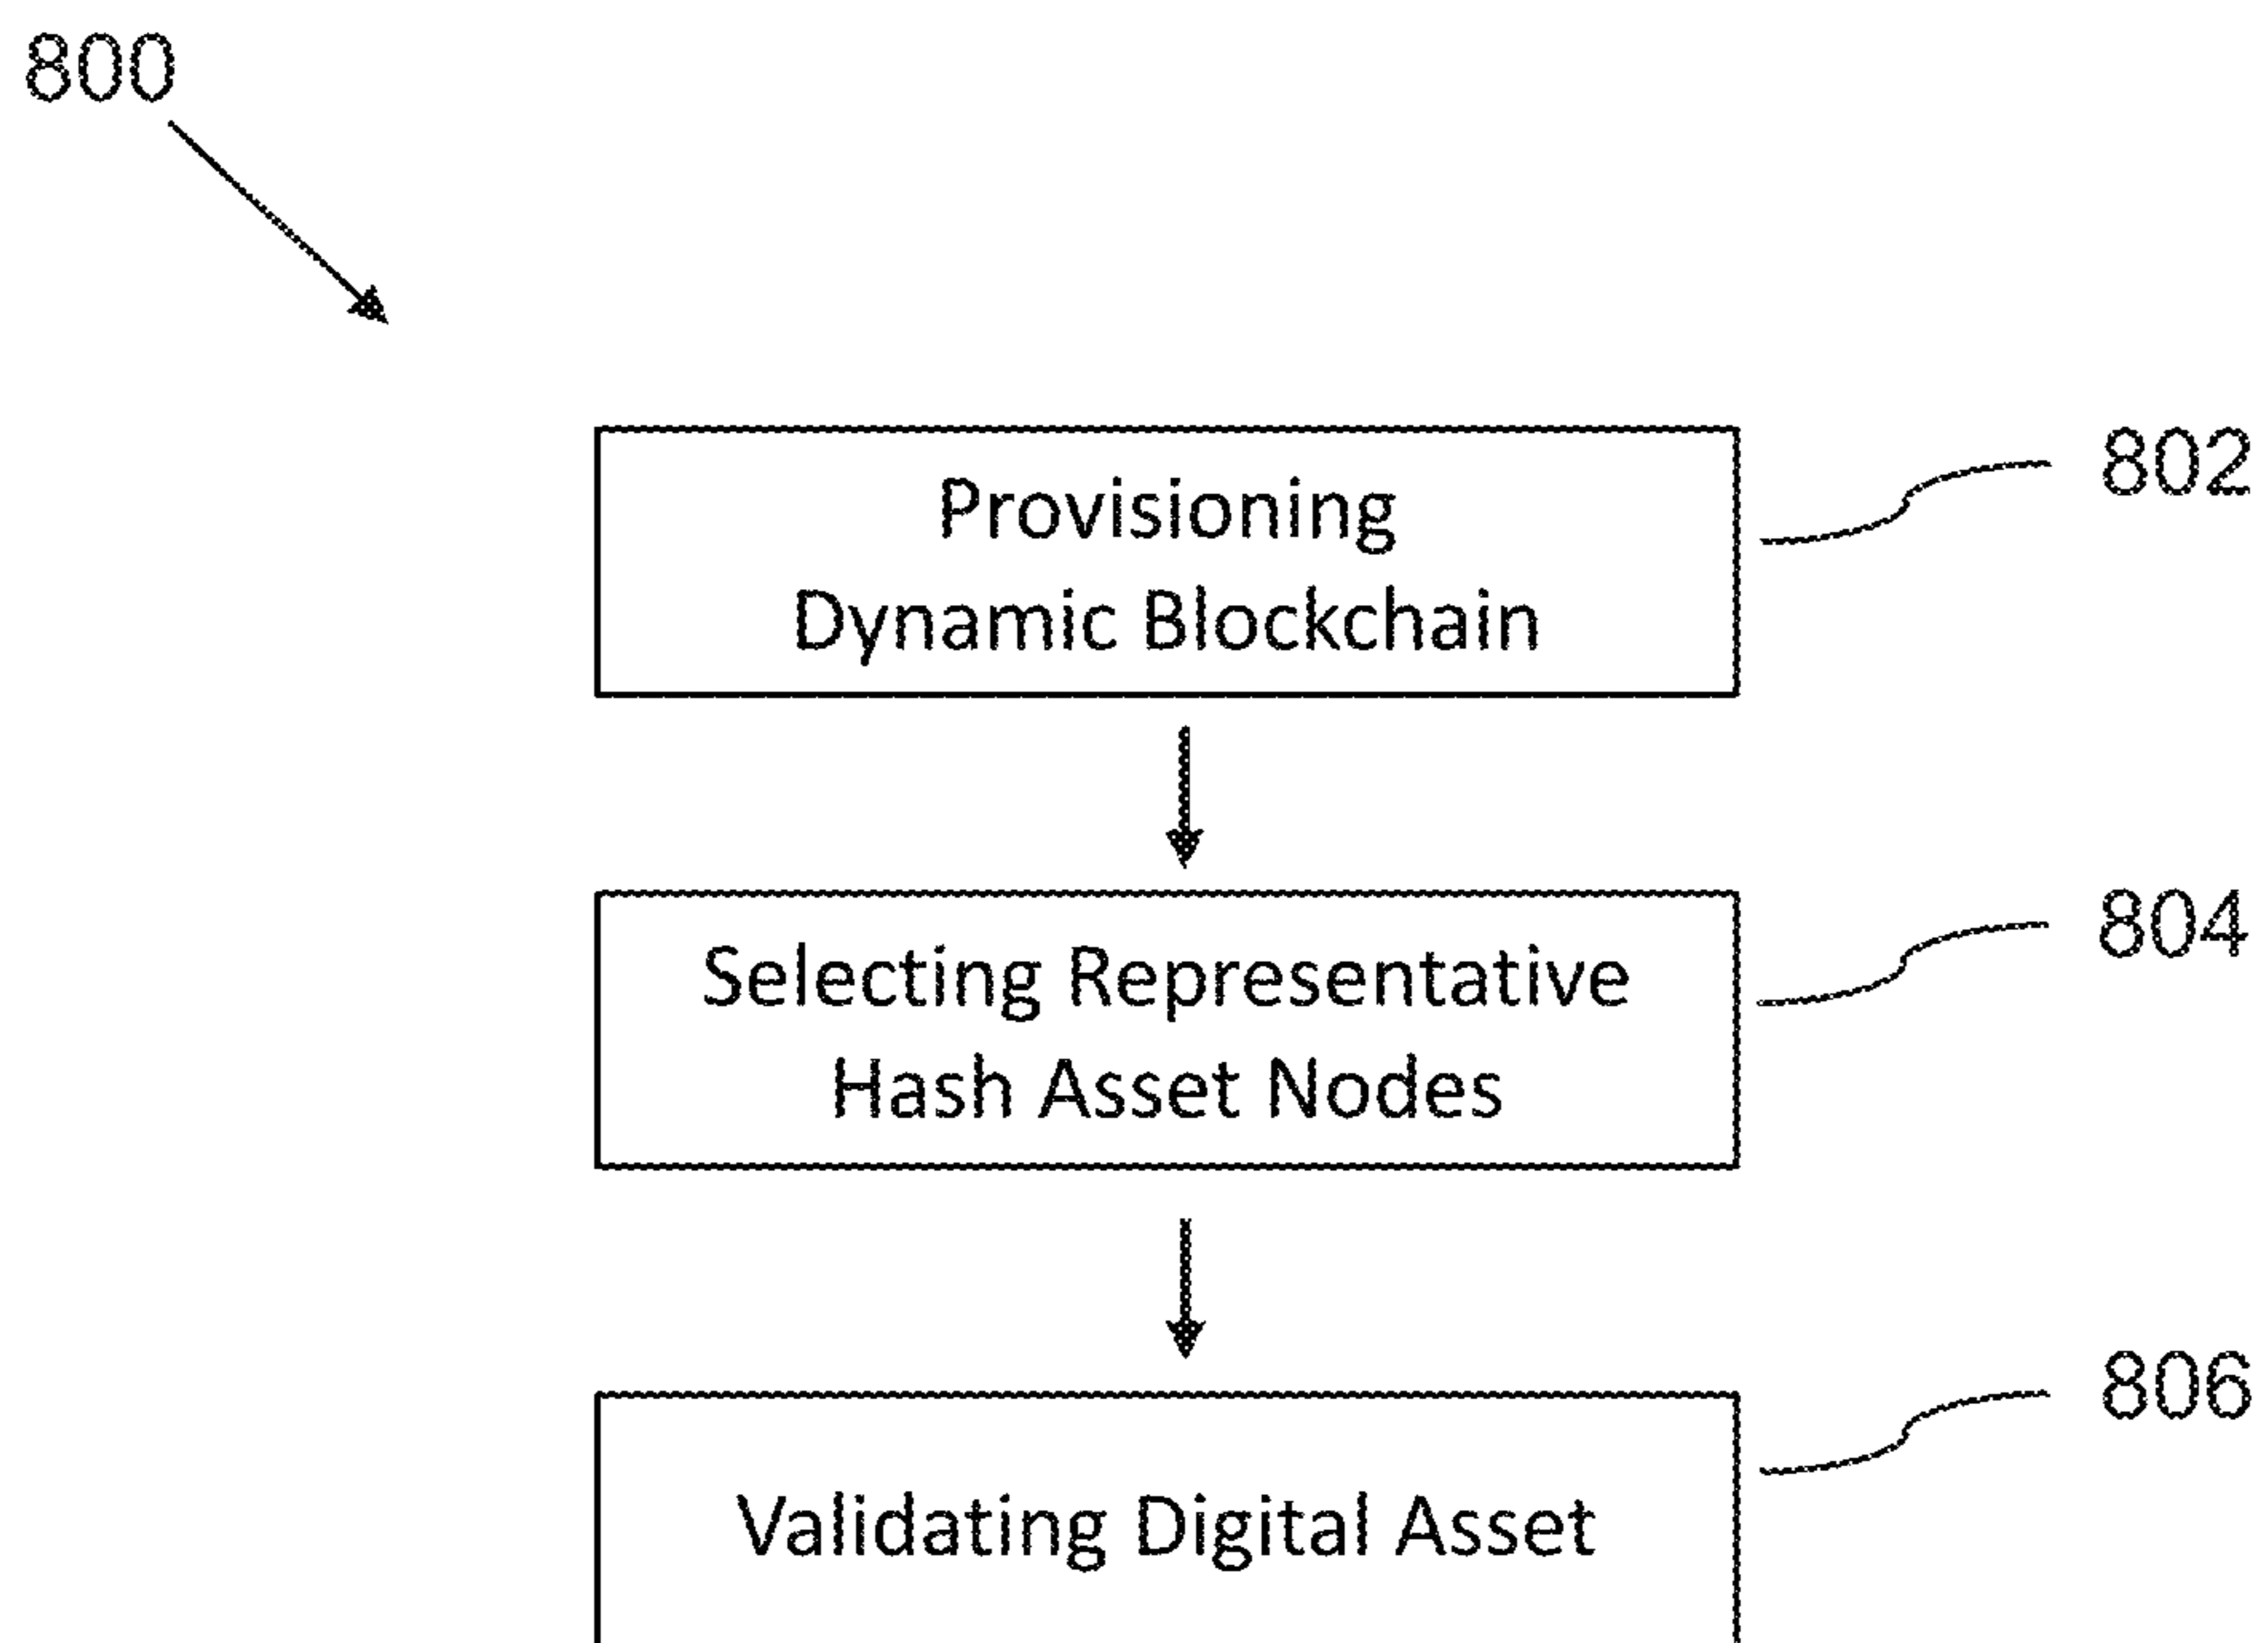 800
Provisioning
Dynamic Blockchain
802
Selecting Representative
Hash Asset Nodes
804
Validating Digital Asset
806